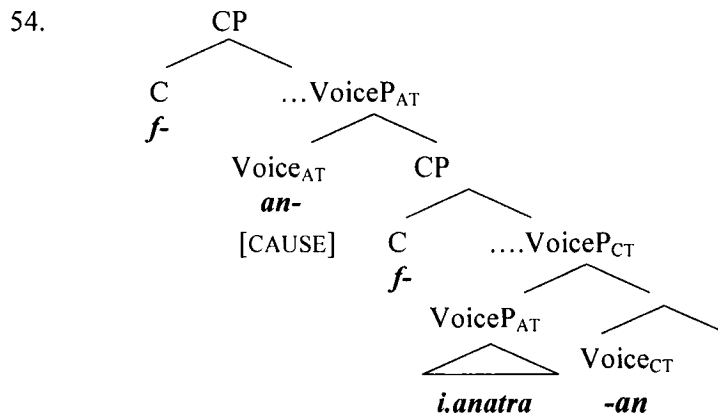 54.
CP
C …VoiceP_AT
f-
Voice_AT CP
an-
[CAUSE] C ….VoiceP_CT
f-
VoiceP_AT
Voice_CT
i.anatra -an